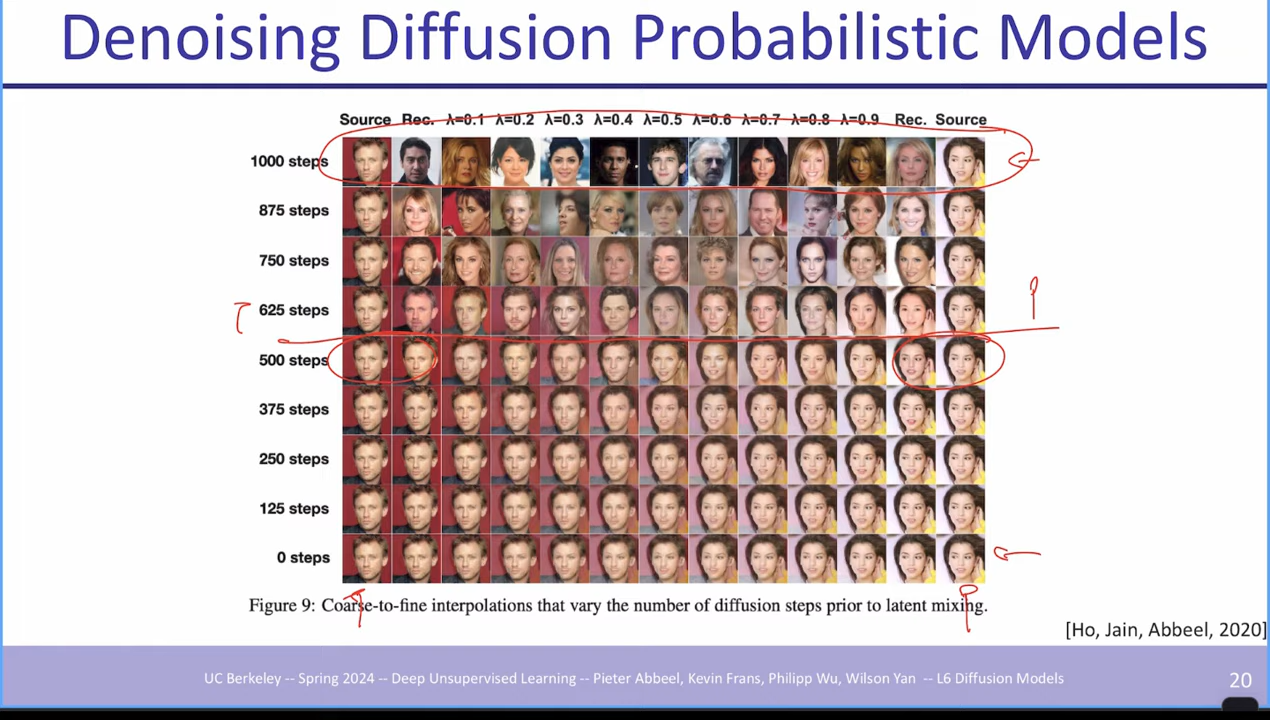 Denoising Diffusion Probabilistic Models
Source Rec. λ=0.1 λ=0.2 λ=0.3 λ=0.4 λ=0.5 λ=0.6 λ=0.7 λ=0.8 λ=0.9 Rec. Source
1000 steps
875 steps
750 steps
625 steps
500 steps
375 steps
250 steps
125 steps
0 steps
Figure 9: Coarse-to-fine interpolations that vary the number of diffusion steps prior to latent mixing.
[Ho, Jain, Abbeel, 2020]
UC Berkeley -- Spring 2024 -- Deep Unsupervised Learning -- Pieter Abbeel, Kevin Frans, Philipp Wu, Wilson Yan -- L6 Diffusion Models
20